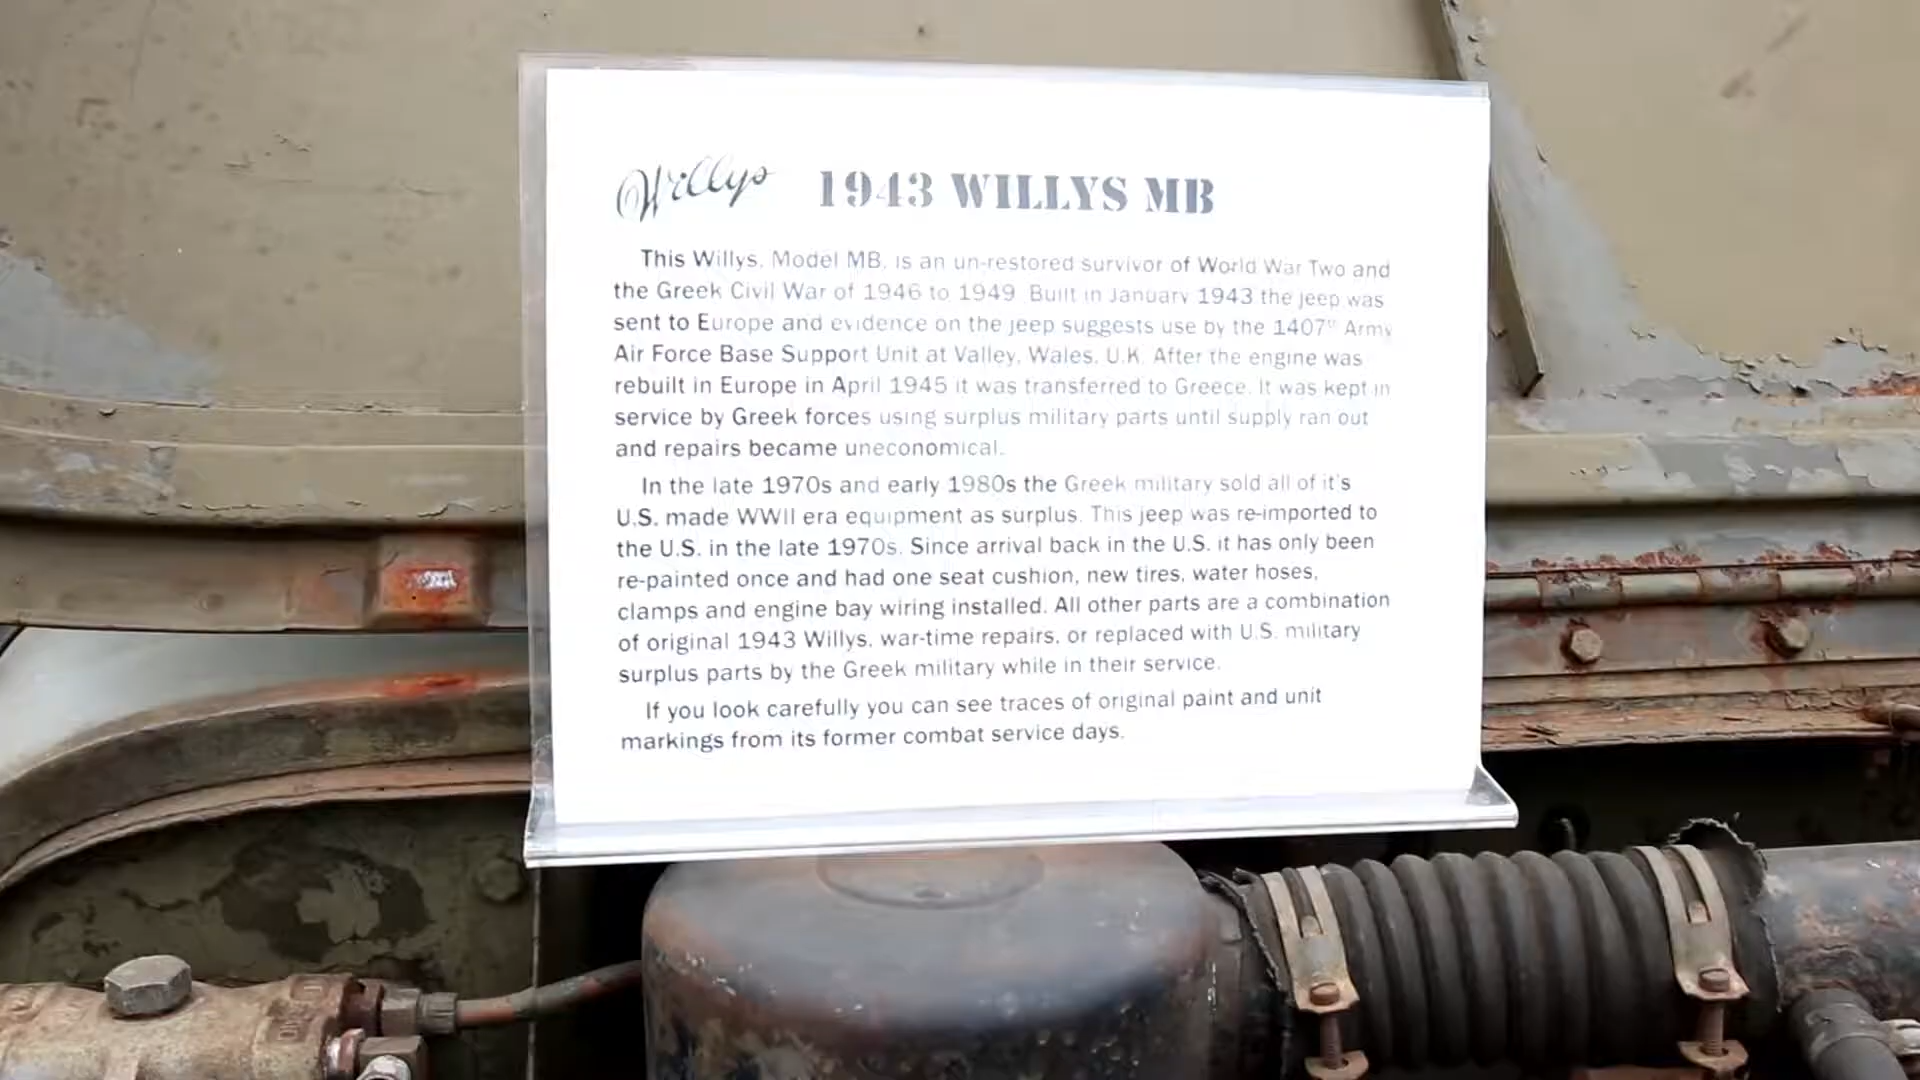 Willys 1943 WILLYS MB
This Willys, Model MB, is an un-restored survivor of World War Two and
the Greek Civil War of 1946 to 1949. Built in January 1943 the jeep was
sent to Europe and evidence on the jeep suggests use by the 1407th Army
Air Force Base Support Unit at Valley, Wales, U.K. After the engine was
rebuilt in Europe in April 1945 it was transferred to Greece. It was kept in
service by Greek forces using surplus military parts until supply ran out
and repairs became uneconomical.
In the late 1970s and early 1980s the Greek military sold all of it's
U.S. made WWII era equipment as surplus. This jeep was re-imported to
the U.S. in the late 1970s. Since arrival back in the U.S. it has only been
re-painted once and had one seat cushion, new tires, water hoses,
clamps and engine bay wiring installed. All other parts are a combination
of original 1943 Willys, war-time repairs, or replaced with U.S. military
surplus parts by the Greek military while in their service.
If you look carefully you can see traces of original paint and unit
markings from its former combat service days.